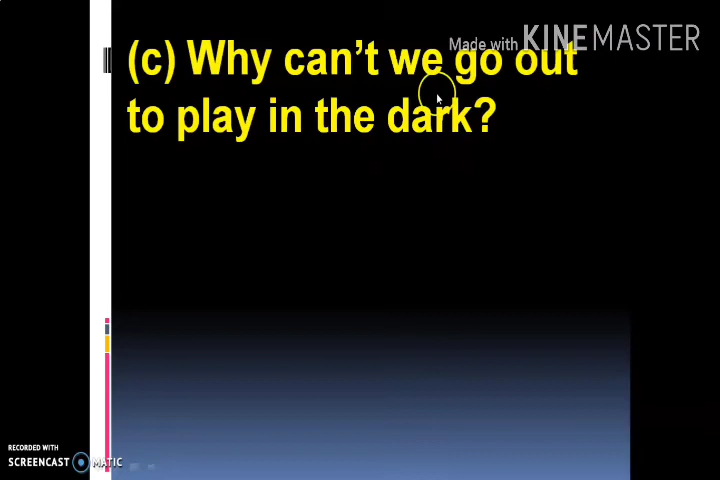 Made with KINEMASTER
(c) Why can't we go out
to play in the dark?
RECORDED WITH
SCREENCAST MATIC